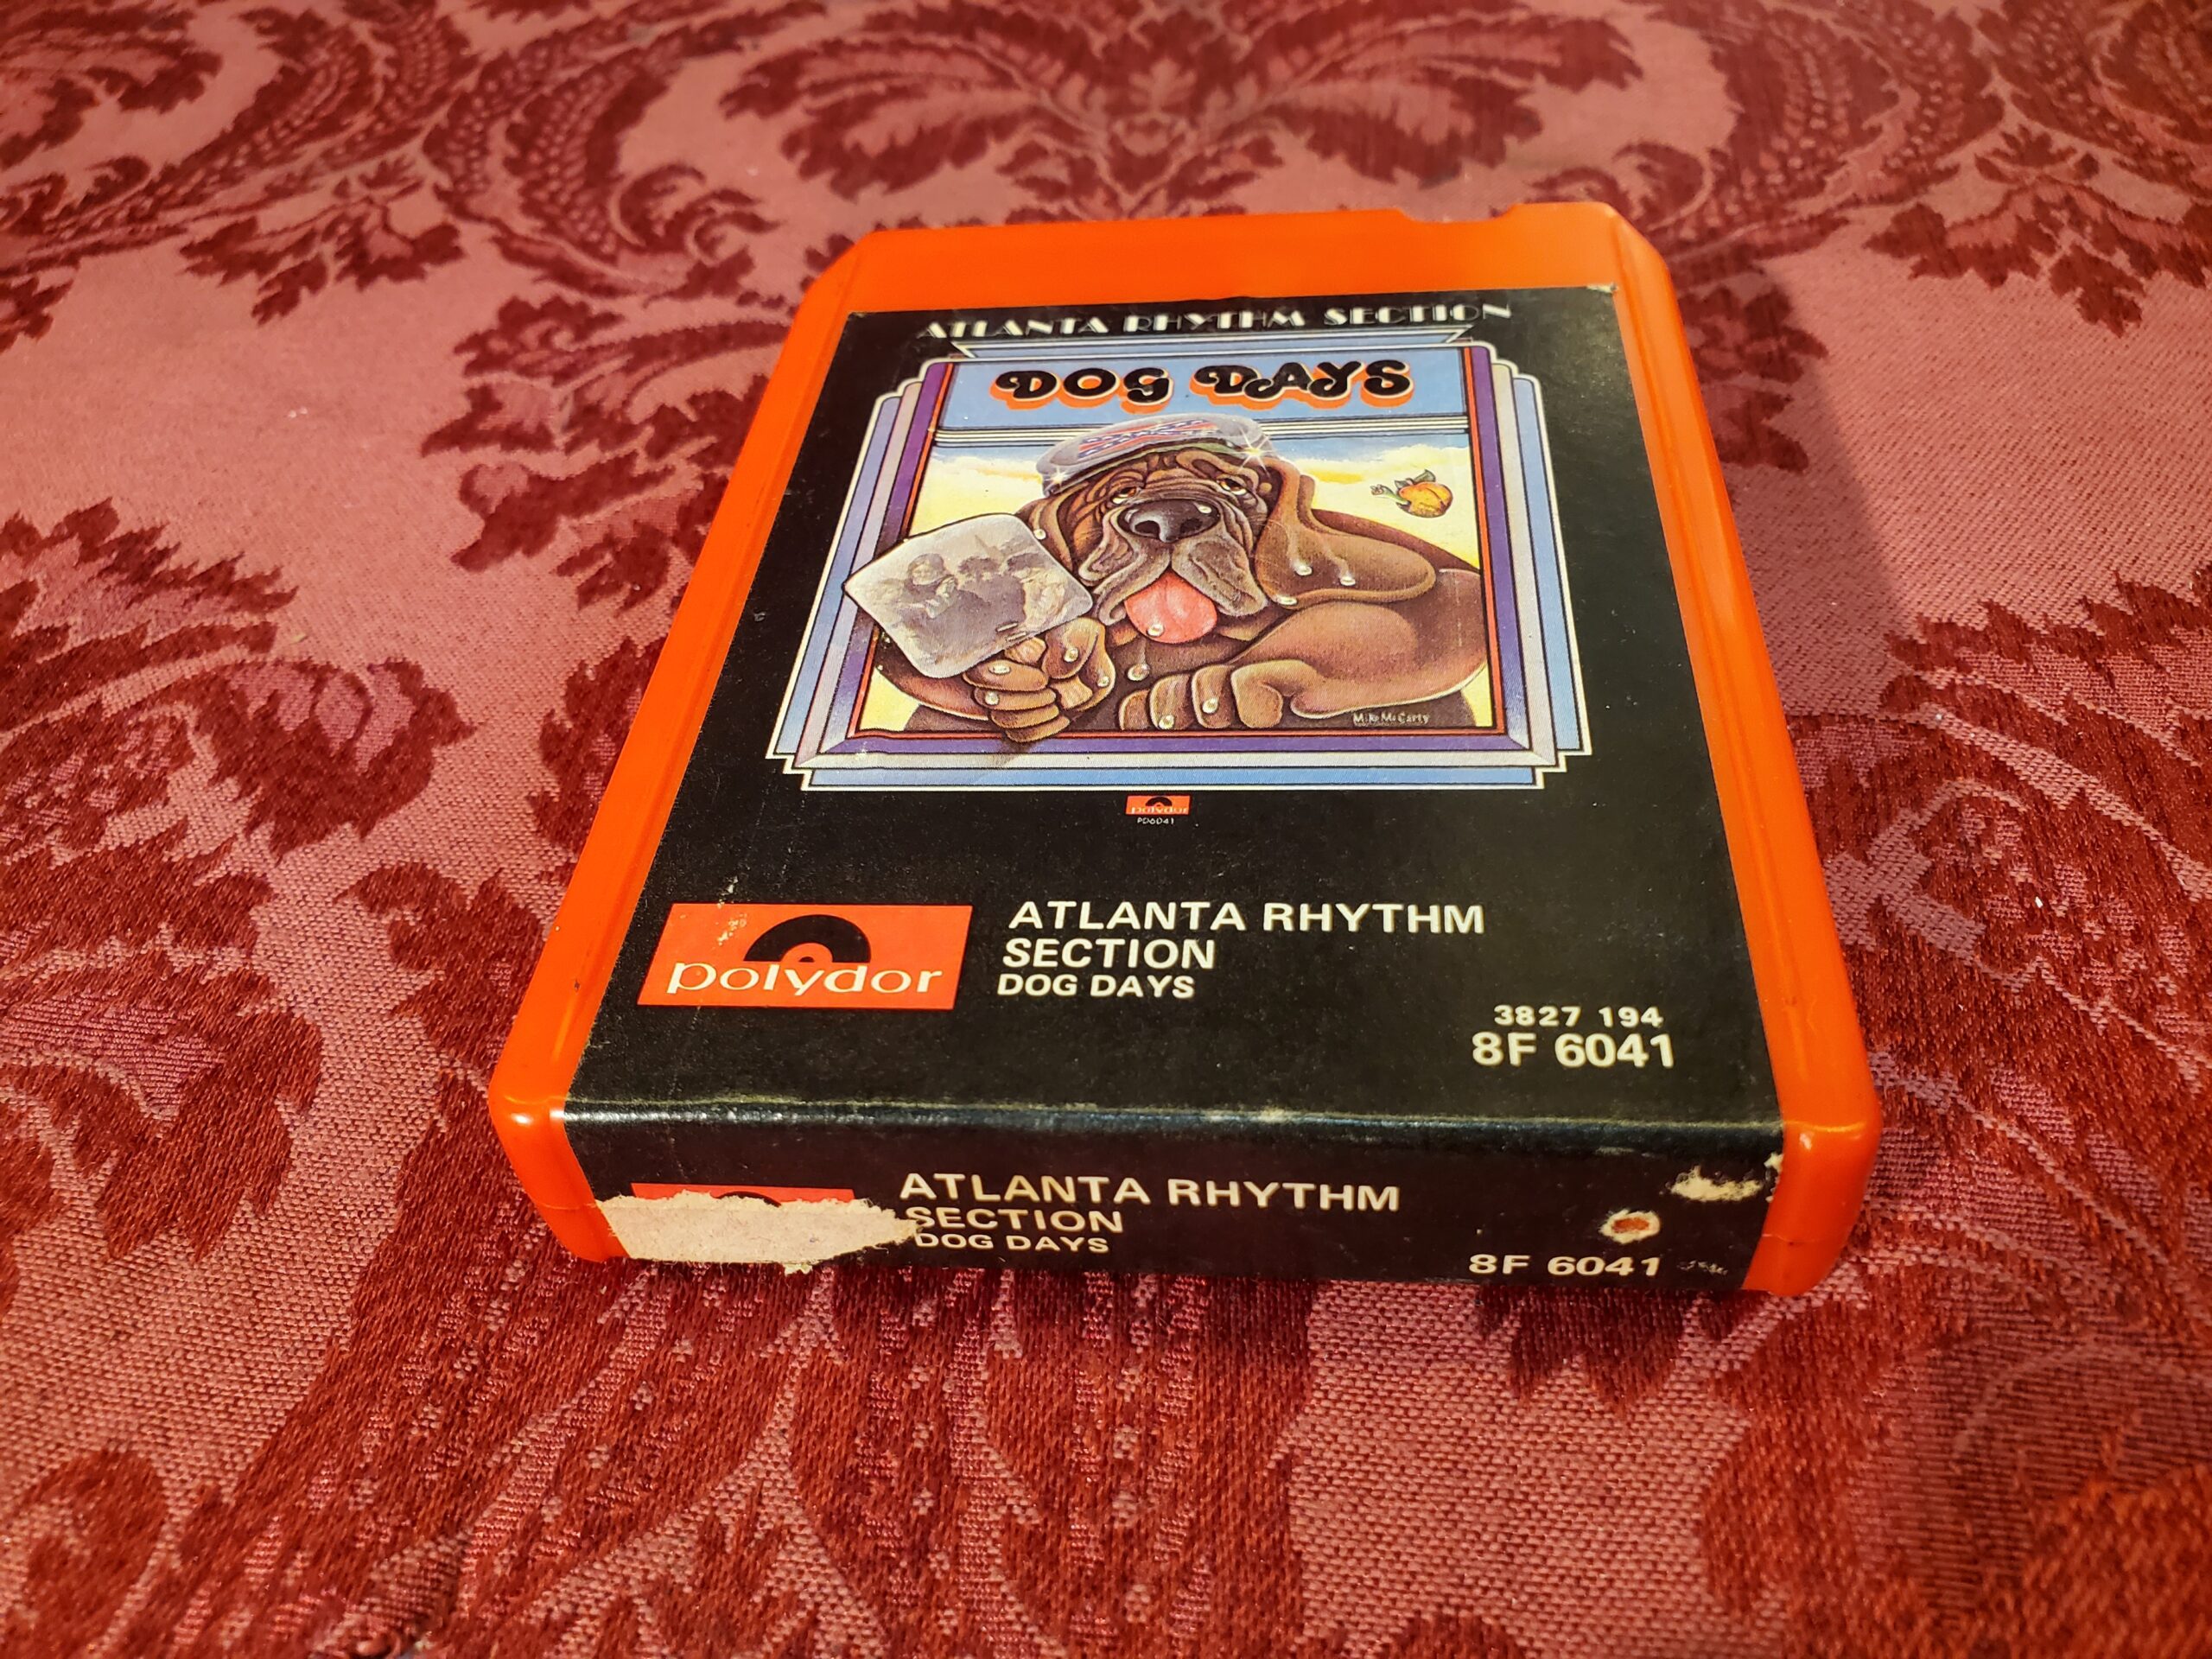 ATLANTA RHYTHM SECTION
DOG DAYS
Mike McCarty
polydor
PD6041
polydor
ATLANTA RHYTHM
SECTION
DOG DAYS
3827 194
8F 6041
ATLANTA RHYTHM
SECTION
DOG DAYS
8F 6041